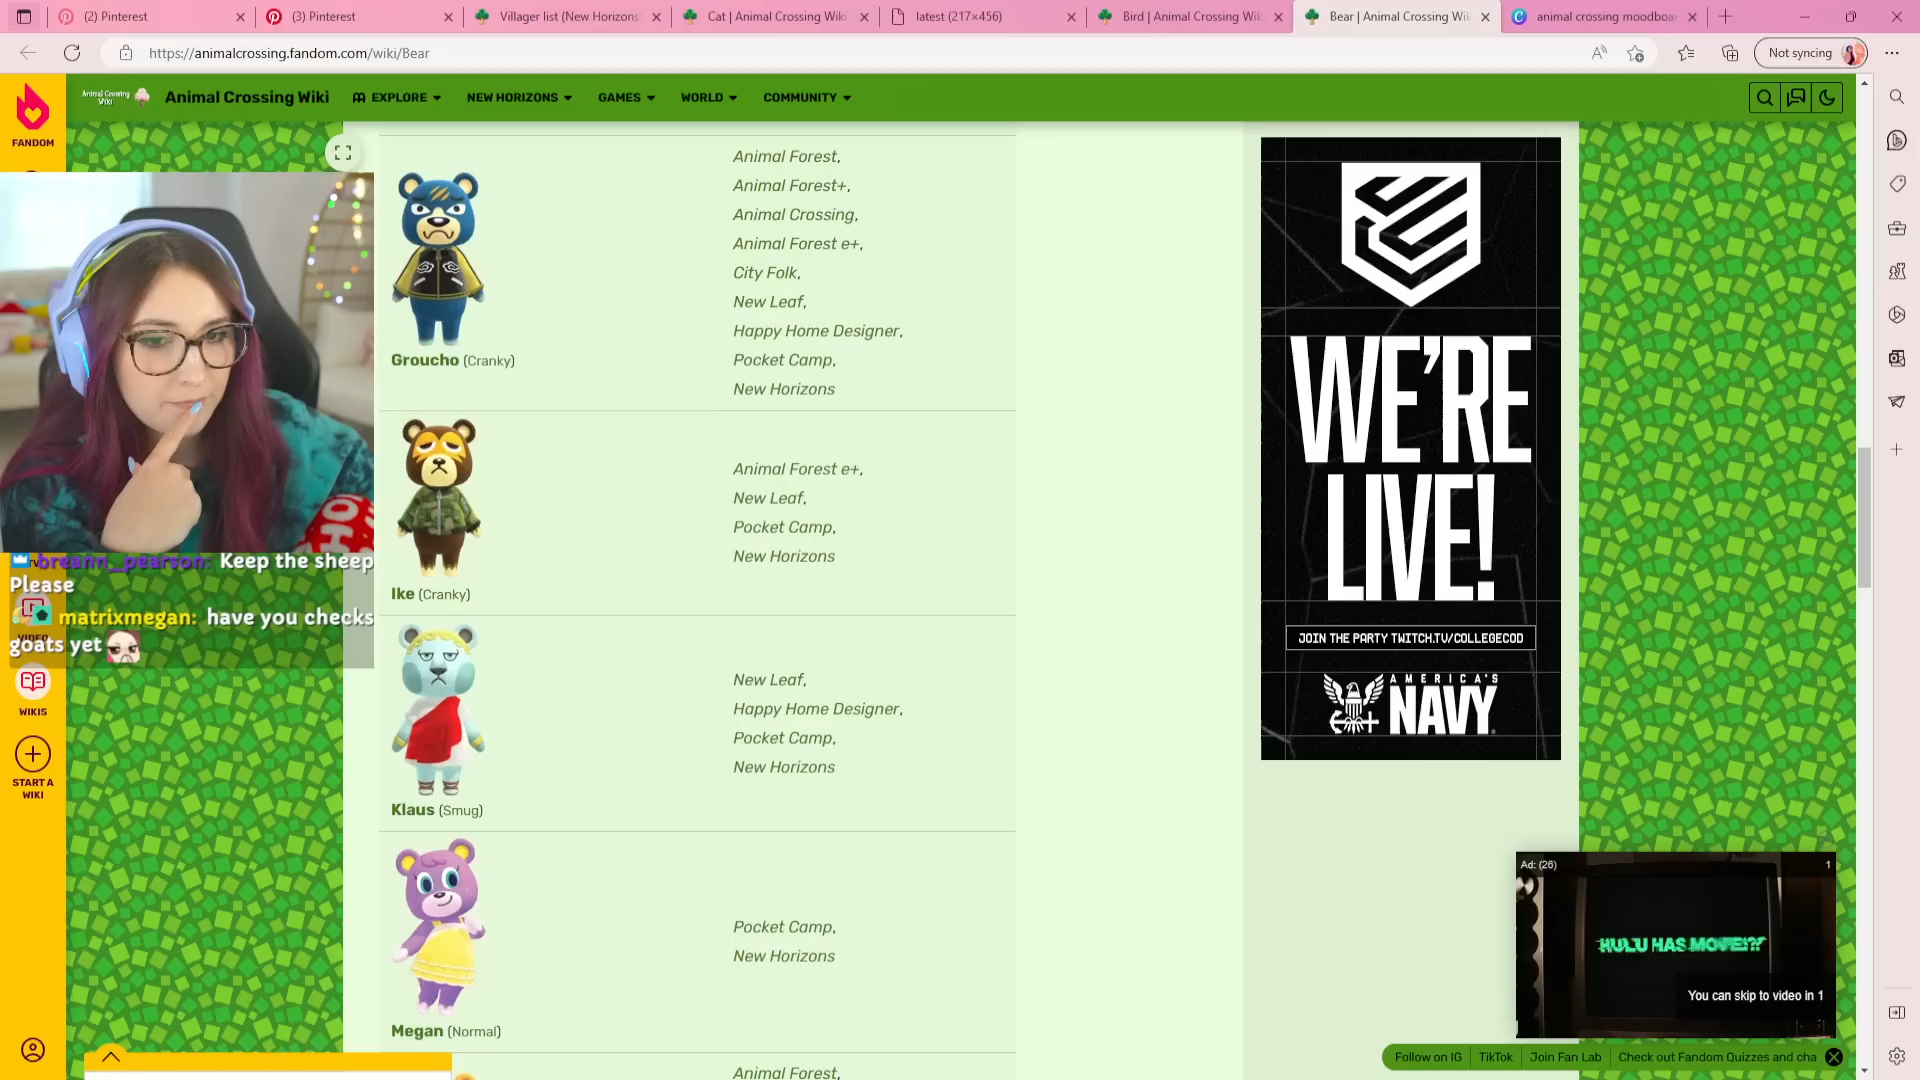 (2) Pinterest
(3) Pinterest
Villager list (New Horizons
Cat | Animal Crossing Wiki
latest (217×456)
Bird | Animal Crossing Wik
Bear | Animal Crossing Wik
animal crossing moodboar
https://animalcrossing.fandom.com/wiki/Bear
Not syncing
FANDOM
Animal Crossing Wiki
Animal Crossing Wiki
EXPLORE
NEW HORIZONS
GAMES
WORLD
COMMUNITY
Animal Forest,
Animal Forest+,
Animal Crossing,
Animal Forest e+,
City Folk,
New Leaf,
Happy Home Designer,
Pocket Camp,
New Horizons
Groucho (Cranky)
Animal Forest e+,
New Leaf,
Pocket Camp,
New Horizons
Ike (Cranky)
New Leaf,
Happy Home Designer,
Pocket Camp,
New Horizons
Klaus (Smug)
Pocket Camp,
New Horizons
Megan (Normal)
Animal Forest,
breann_pearson: Keep the sheep
Please
matrixmegan: have you checks
goats yet
VIDEO
WIKIS
START A
WIKI
WE'RE
LIVE!
JOIN THE PARTY TWITCH.TV/COLLEGECOD
AMERICA'S
NAVY
Ad: (26)
1
HULU HAS MOVIE!??
You can skip to video in 1
Follow on IG
TikTok
Join Fan Lab
Check out Fandom Quizzes and cha